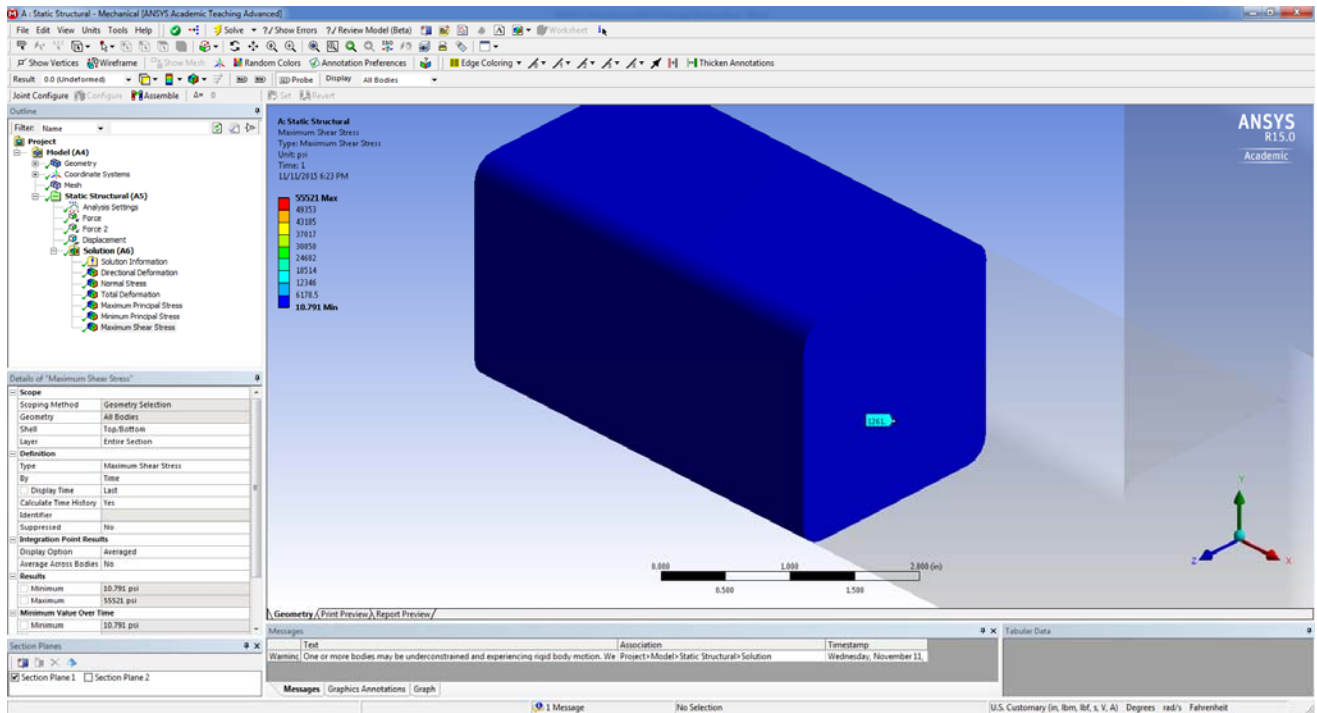 A : Static Structural - Mechanical [ANSYS Academic Teaching Advanced]
File Edit View Units Tools Help Solve ?/ Show Errors ?/ Review Model (Beta) Worksheet
Show Vertices Wireframe Show Mesh Random Colors Annotation Preferences Edge Coloring Thicken Annotations
Result 0.0 (Undeformed) Probe Display All Bodies
Joint Configure Configure Assemble Δ= 0 Set Revert
Outline
Filter: Name
Project
Model (A4)
Geometry
Coordinate Systems
Mesh
Static Structural (A5)
Analysis Settings
Force
Force 2
Displacement
Solution (A6)
Solution Information
Directional Deformation
Normal Stress
Total Deformation
Maximum Principal Stress
Minimum Principal Stress
Maximum Shear Stress
Details of "Maximum Shear Stress"
Scope
Scoping Method Geometry Selection
Geometry All Bodies
Shell Top/Bottom
Layer Entire Section
Definition
Type Maximum Shear Stress
By Time
Display Time Last
Calculate Time History Yes
Identifier
Suppressed No
Integration Point Results
Display Option Averaged
Average Across Bodies No
Results
Minimum 10.791 psi
Maximum 55521 psi
Minimum Value Over Time
Minimum 10.791 psi
Section Planes
Section Plane 1 Section Plane 2
A: Static Structural
Maximum Shear Stress
Type: Maximum Shear Stress
Unit: psi
Time: 1
11/11/2015 6:23 PM
55521 Max
49353
43185
37017
30850
24682
18514
12346
6178.5
10.791 Min
ANSYS
R15.0
Academic
1261.
Y
Z
X
0.000 1.000 2.000 (in)
0.500 1.500
Geometry Print Preview Report Preview
Messages
Text Association Timestamp
Warning One or more bodies may be underconstrained and experiencing rigid body motion. We Project>Model>Static Structural>Solution Wednesday, November 11,
Messages Graphics Annotations Graph
Tabular Data
1 Message No Selection U.S. Customary (in, lbm, lbf, s, V, A) Degrees rad/s Fahrenheit